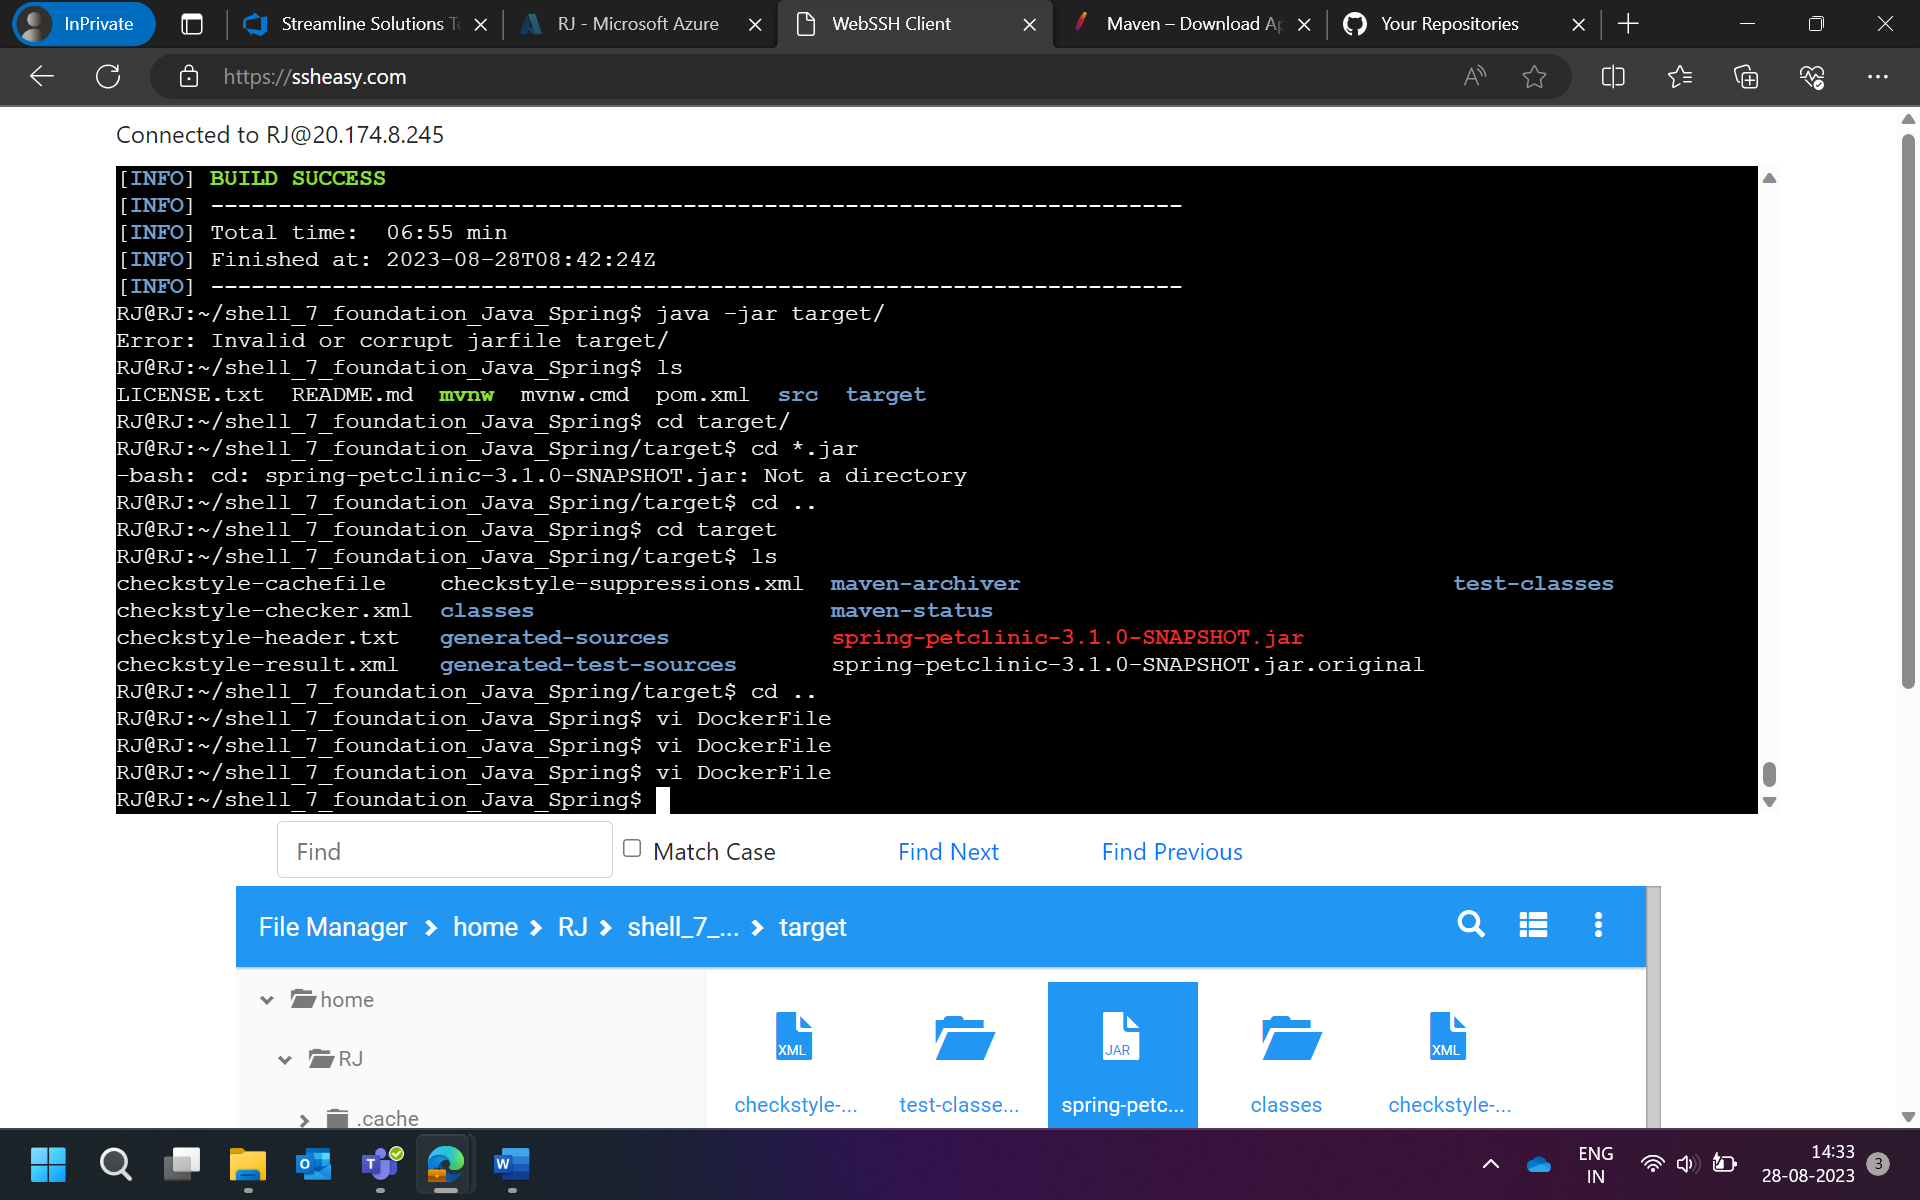 InPrivate
Streamline Solutions Te
RJ - Microsoft Azure
WebSSH Client
Maven – Download Ap
Your Repositories
https://ssheasy.com
Connected to RJ@20.174.8.245
[INFO] BUILD SUCCESS
[INFO] ------------------------------------------------------------------------
[INFO] Total time:  06:55 min
[INFO] Finished at: 2023-08-28T08:42:24Z
[INFO] ------------------------------------------------------------------------
RJ@RJ:~/shell_7_foundation_Java_Spring$ java -jar target/
Error: Invalid or corrupt jarfile target/
RJ@RJ:~/shell_7_foundation_Java_Spring$ ls
LICENSE.txt  README.md  mvnw  mvnw.cmd  pom.xml  src  target
RJ@RJ:~/shell_7_foundation_Java_Spring$ cd target/
RJ@RJ:~/shell_7_foundation_Java_Spring/target$ cd *.jar
-bash: cd: spring-petclinic-3.1.0-SNAPSHOT.jar: Not a directory
RJ@RJ:~/shell_7_foundation_Java_Spring/target$ cd ..
RJ@RJ:~/shell_7_foundation_Java_Spring$ cd target
RJ@RJ:~/shell_7_foundation_Java_Spring/target$ ls
checkstyle-cachefile    checkstyle-suppressions.xml  maven-archiver                                test-classes
checkstyle-checker.xml  classes                      maven-status
checkstyle-header.txt   generated-sources            spring-petclinic-3.1.0-SNAPSHOT.jar
checkstyle-result.xml   generated-test-sources       spring-petclinic-3.1.0-SNAPSHOT.jar.original
RJ@RJ:~/shell_7_foundation_Java_Spring/target$ cd ..
RJ@RJ:~/shell_7_foundation_Java_Spring$ vi DockerFile
RJ@RJ:~/shell_7_foundation_Java_Spring$ vi DockerFile
RJ@RJ:~/shell_7_foundation_Java_Spring$ vi DockerFile
RJ@RJ:~/shell_7_foundation_Java_Spring$
Find
Match Case
Find Next
Find Previous
File Manager > home > RJ > shell_7_... > target
home
RJ
.cache
XML
JAR
XML
checkstyle-...
test-classe...
spring-petc...
classes
checkstyle-...
ENG
IN
14:33
28-08-2023
3